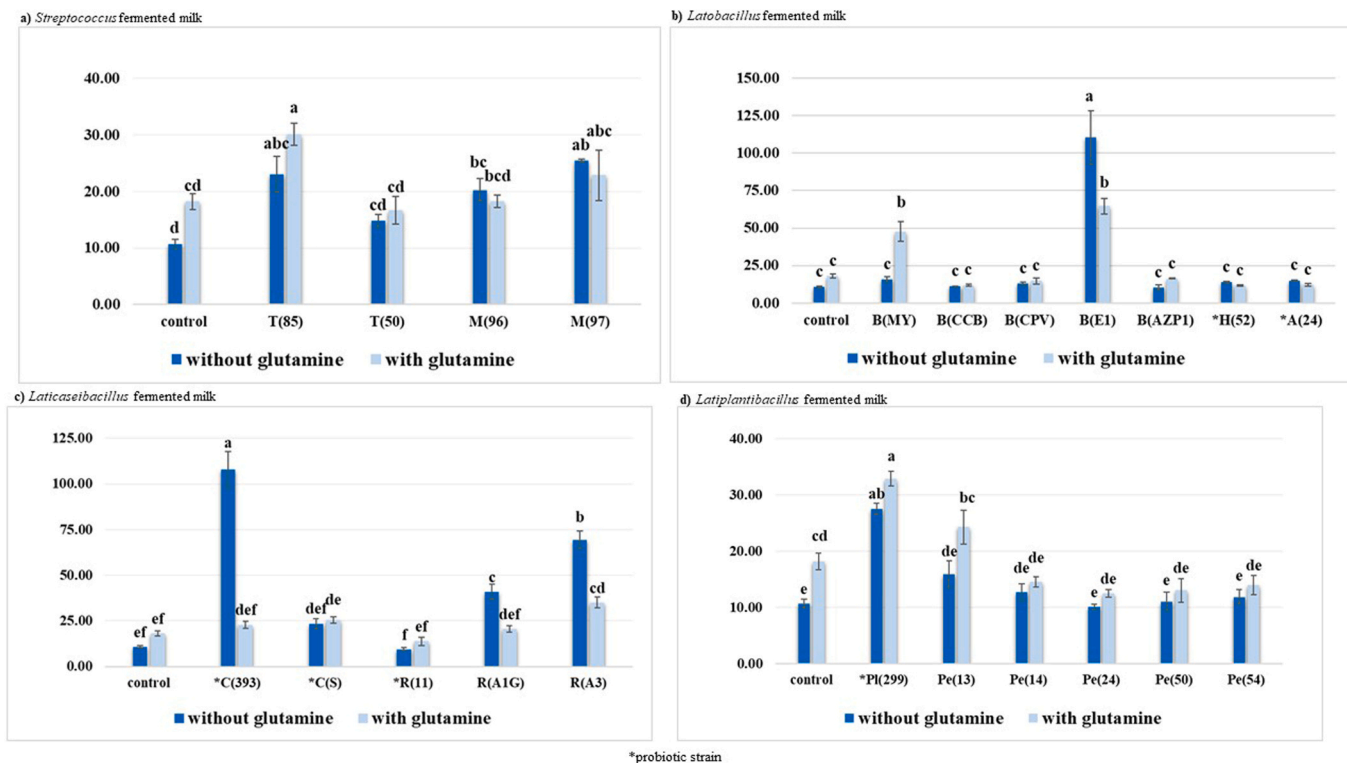 a) Streptococcus fermented milk
40.00
30.00
20.00
10.00
0.00
d cd abc a cd cd bc bcd ab abc
control T(85) T(50) M(96) M(97)
without glutamine with glutamine
b) Latobacillus fermented milk
150.00
125.00
100.00
75.00
50.00
25.00
0.00
c c c b c c c c a b c c c c c c
control B(MY) B(CCB) B(CPV) B(E1) B(AZP1) *H(52) *A(24)
without glutamine with glutamine
c) Laticaseibacillus fermented milk
125.00
100.00
75.00
50.00
25.00
0.00
ef ef a def def de f ef c def b cd
control *C(393) *C(S) *R(11) R(A1G) R(A3)
without glutamine with glutamine
d) Latiplantibacillus fermented milk
40.00
30.00
20.00
10.00
0.00
e cd ab a de bc de de e de e de e de
control *Pl(299) Pe(13) Pe(14) Pe(24) Pe(50) Pe(54)
without glutamine with glutamine
*probiotic strain